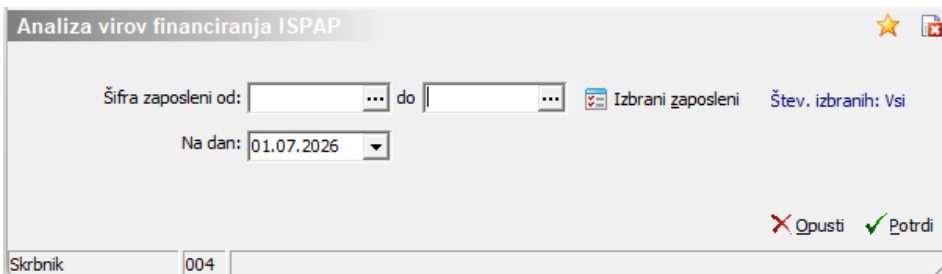 Analiza virov financiranja ISPAP
Šifra zaposleni od: ... do ... Izbrani zaposleni Štev. izbranih: Vsi
Na dan: 01.07.2026
Opusti Potrdi
Skrbnik 004